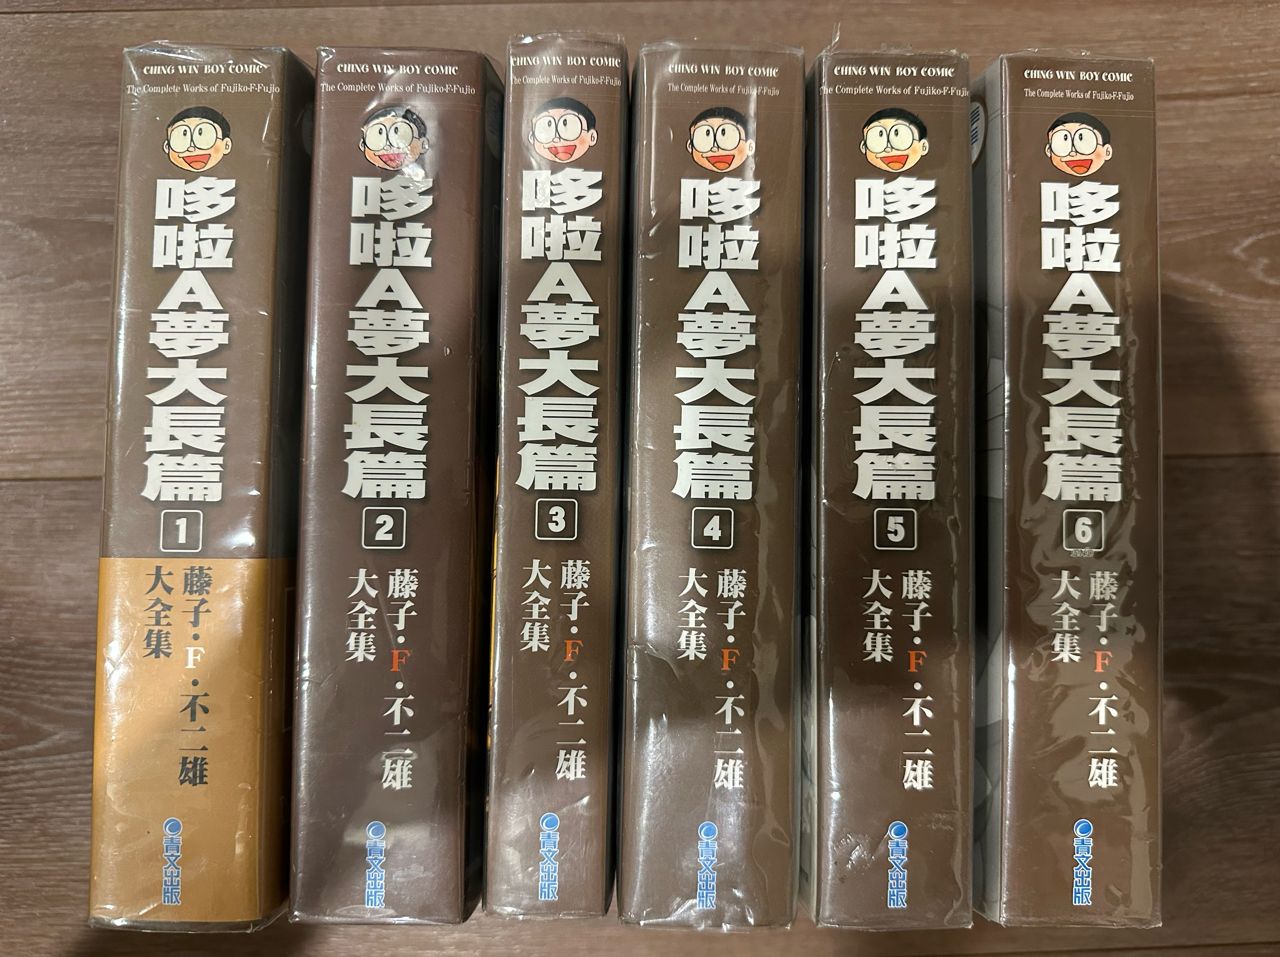 CHING WIN BOY COMIC
The Complete Works of Fujiko-F-Fujio
哆啦A夢大長篇
1
藤子·F·不二雄
大全集
青文出版
CHING WIN BOY COMIC
The Complete Works of Fujiko-F-Fujio
哆啦A夢大長篇
2
藤子·F·不二雄
大全集
青文出版
CHING WIN BOY COMIC
The Complete Works of Fujiko-F-Fujio
哆啦A夢大長篇
3
藤子·F·不二雄
大全集
青文出版
CHING WIN BOY COMIC
The Complete Works of Fujiko-F-Fujio
哆啦A夢大長篇
4
藤子·F·不二雄
大全集
青文出版
CHING WIN BOY COMIC
The Complete Works of Fujiko-F-Fujio
哆啦A夢大長篇
5
藤子·F·不二雄
大全集
青文出版
CHING WIN BOY COMIC
The Complete Works of Fujiko-F-Fujio
哆啦A夢大長篇
6
藤子·F·不二雄
大全集
青文出版